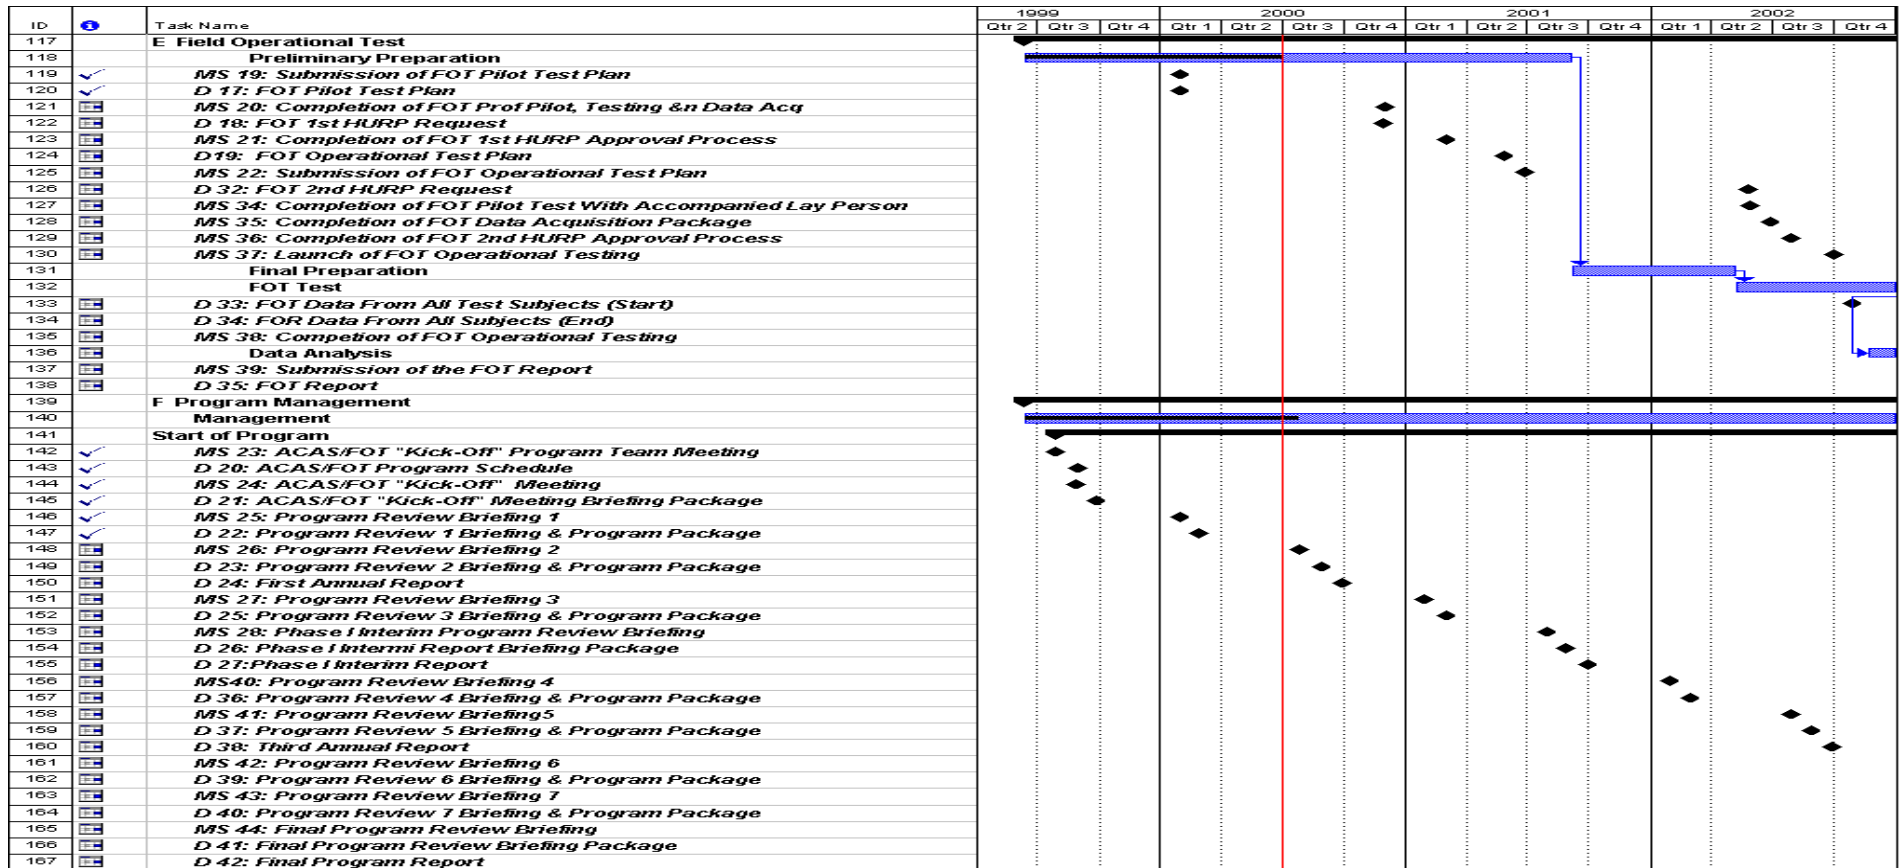 1999 2000 2001 2002
ID Task Name Qtr 2 Qtr 3 Qtr 4 Qtr 1 Qtr 2 Qtr 3 Qtr 4 Qtr 1 Qtr 2 Qtr 3 Qtr 4 Qtr 1 Qtr 2 Qtr 3 Qtr 4
117 E Field Operational Test
118 Preliminary Preparation
119 MS 19: Submission of FOT Pilot Test Plan
120 D 17: FOT Pilot Test Plan
121 MS 20: Completion of FOT Prof Pilot, Testing &n Data Acq
122 D 18: FOT 1st HURP Request
123 MS 21: Completion of FOT 1st HURP Approval Process
124 D19: FOT Operational Test Plan
125 MS 22: Submission of FOT Operational Test Plan
126 D 32: FOT 2nd HURP Request
127 MS 34: Completion of FOT Pilot Test With Accompanied Lay Person
128 MS 35: Completion of FOT Data Acquisition Package
129 MS 36: Completion of FOT 2nd HURP Approval Process
130 MS 37: Launch of FOT Operational Testing
131 Final Preparation
132 FOT Test
133 D 33: FOT Data From All Test Subjects (Start)
134 D 34: FOR Data From All Subjects (End)
135 MS 38: Competion of FOT Operational Testing
136 Data Analysis
137 MS 39: Submission of the FOT Report
138 D 35: FOT Report
139 F Program Management
140 Management
141 Start of Program
142 MS 23: ACAS/FOT "Kick-Off" Program Team Meeting
143 D 20: ACAS/FOT Program Schedule
144 MS 24: ACAS/FOT "Kick-Off" Meeting
145 D 21: ACAS/FOT "Kick-Off" Meeting Briefing Package
146 MS 25: Program Review Briefing 1
147 D 22: Program Review 1 Briefing & Program Package
148 MS 26: Program Review Briefing 2
149 D 23: Program Review 2 Briefing & Program Package
150 D 24: First Annual Report
151 MS 27: Program Review Briefing 3
152 D 25: Program Review 3 Briefing & Program Package
153 MS 28: Phase I Interim Program Review Briefing
154 D 26: Phase I Intermi Report Briefing Package
155 D 27:Phase I Interim Report
156 MS40: Program Review Briefing 4
157 D 36: Program Review 4 Briefing & Program Package
158 MS 41: Program Review Briefing5
159 D 37: Program Review 5 Briefing & Program Package
160 D 38: Third Annual Report
161 MS 42: Program Review Briefing 6
162 D 39: Program Review 6 Briefing & Program Package
163 MS 43: Program Review Briefing 7
164 D 40: Program Review 7 Briefing & Program Package
165 MS 44: Final Program Review Briefing
166 D 41: Final Program Review Briefing Package
167 D 42: Final Program Report